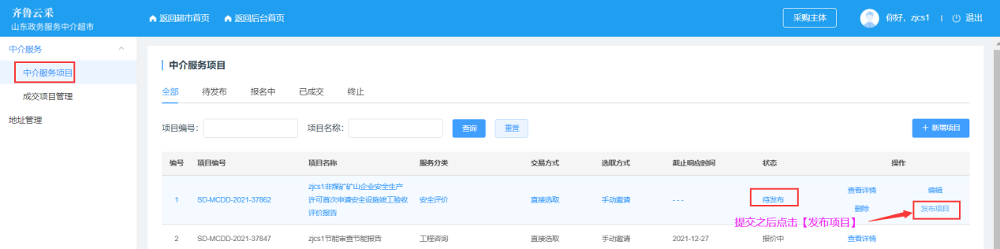 齐鲁云采
山东政务服务中介超市
返回超市首页 返回后台首页
采购主体
你好，zjcs1 | 退出
中介服务
中介服务项目
成交项目管理
地址管理
中介服务项目
全部 待发布 报名中 已成交 终止
项目编号： 项目名称： 查询 重置 + 新增项目
编号 项目编号 项目名称 服务分类 交易方式 选取方式 截止响应时间 状态 操作
zjcs1非煤矿矿山企业安全生产
许可首次申请安全设施竣工验收
评价报告
1 SD-MCDD-2021-37862 安全评价 直接选取 手动邀请 - - - 待发布
查看详情 编辑
删除 发布项目
提交之后点击【发布项目】
2 SD-MCDD-2021-37847 zjcs1节能审查节能报告 工程咨询 直接选取 手动邀请 2021-12-27 报价中 查看详情